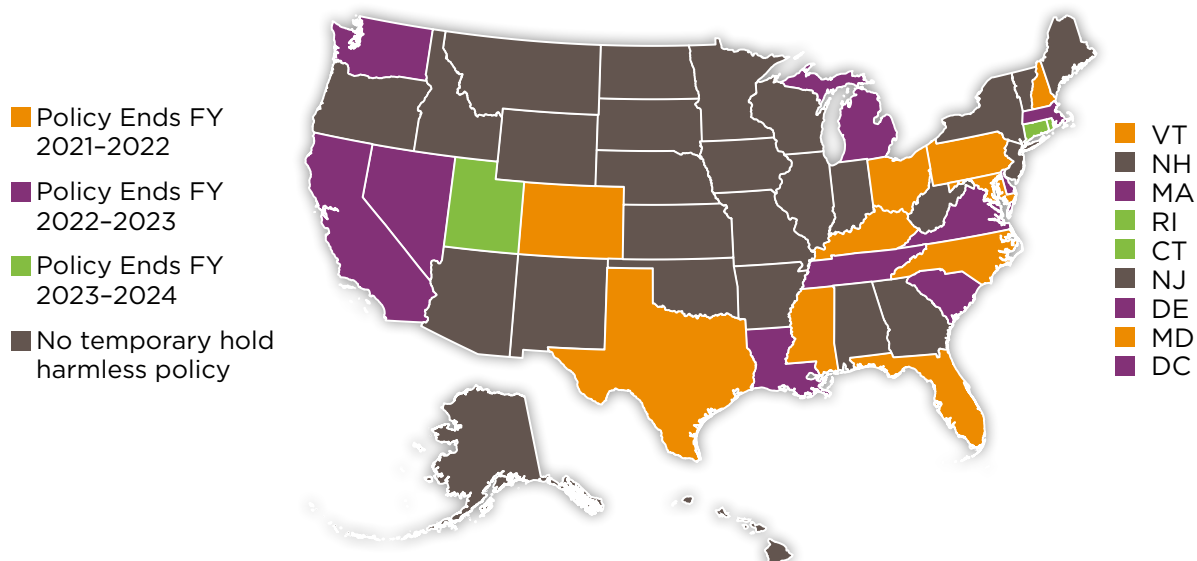 Policy Ends FY
2021–2022
Policy Ends FY
2022–2023
Policy Ends FY
2023–2024
No temporary hold
harmless policy
VT
NH
MA
RI
CT
NJ
DE
MD
DC